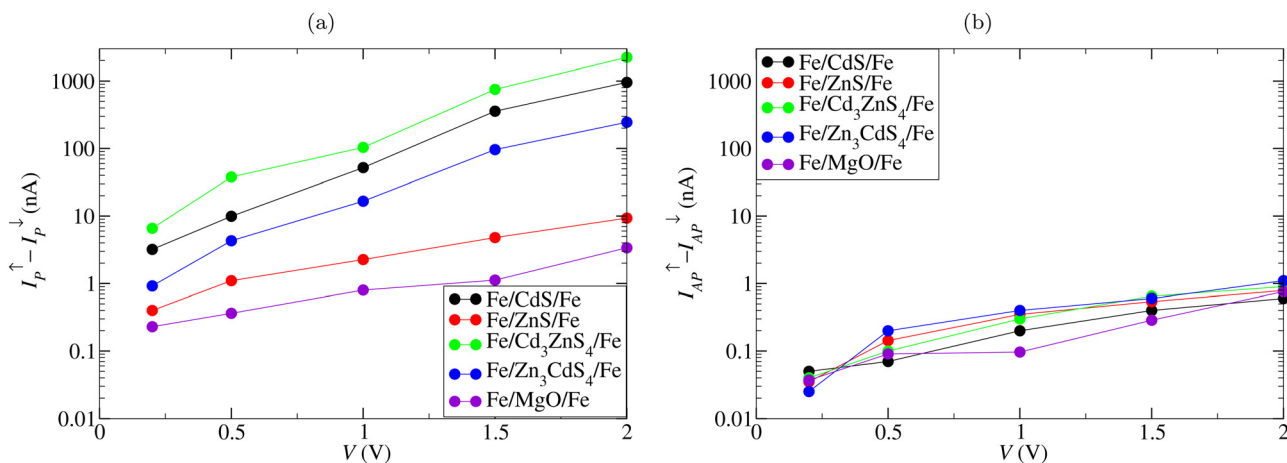 (a)
1000
100
10
1
0.1
0.01
0
0.5
1
1.5
2
V (V)
I_P^↑−I_P^↓ (nA)
Fe/CdS/Fe
Fe/ZnS/Fe
Fe/Cd₃ZnS₄/Fe
Fe/Zn₃CdS₄/Fe
Fe/MgO/Fe
(b)
Fe/CdS/Fe
Fe/ZnS/Fe
Fe/Cd₃ZnS₄/Fe
Fe/Zn₃CdS₄/Fe
Fe/MgO/Fe
1000
100
10
1
0.1
0.01
0
0.5
1
1.5
2
V (V)
I_AP^↑−I_AP^↓ (nA)